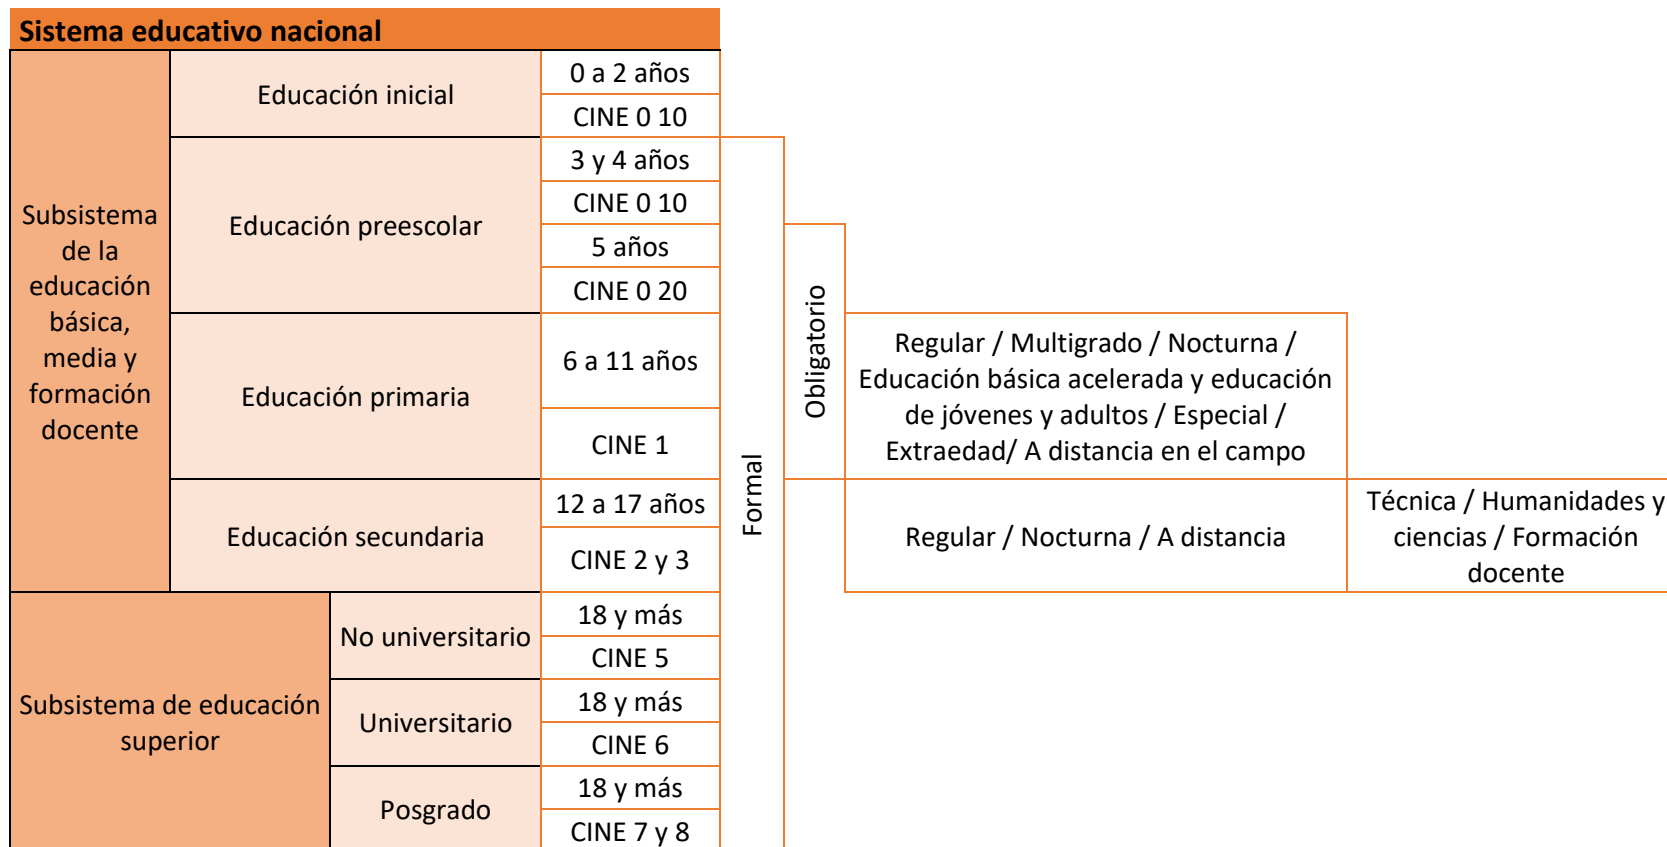 Sistema educativo nacional
Subsistema
de la
educación
básica,
media y
formación
docente
Educación inicial
0 a 2 años
CINE 0 10
Educación preescolar
3 y 4 años
CINE 0 10
5 años
CINE 0 20
Educación primaria
6 a 11 años
CINE 1
Educación secundaria
12 a 17 años
CINE 2 y 3
Formal
Obligatorio
Regular / Multigrado / Nocturna /
Educación básica acelerada y educación
de jóvenes y adultos / Especial /
Extraedad/ A distancia en el campo
Regular / Nocturna / A distancia
Técnica / Humanidades y
ciencias / Formación
docente
Subsistema de educación
superior
No universitario
18 y más
CINE 5
Universitario
18 y más
CINE 6
Posgrado
18 y más
CINE 7 y 8